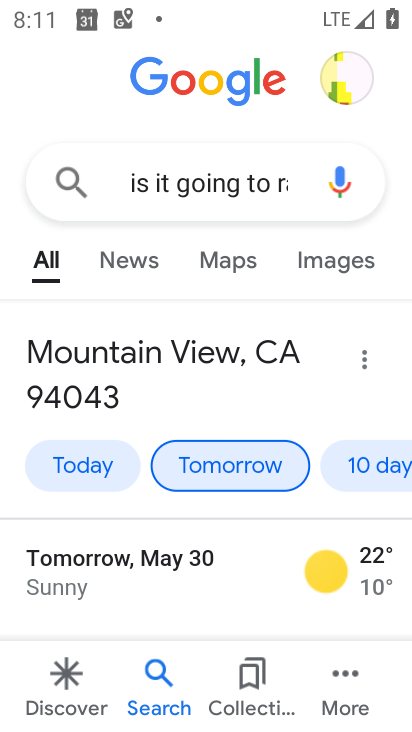 8:11 31 LTE
Google
is it going to ra
All News Maps Images
Mountain View, CA
94043
Today Tomorrow 10 day
Tomorrow, May 30 22°
Sunny 10°
Discover Search Collecti... More